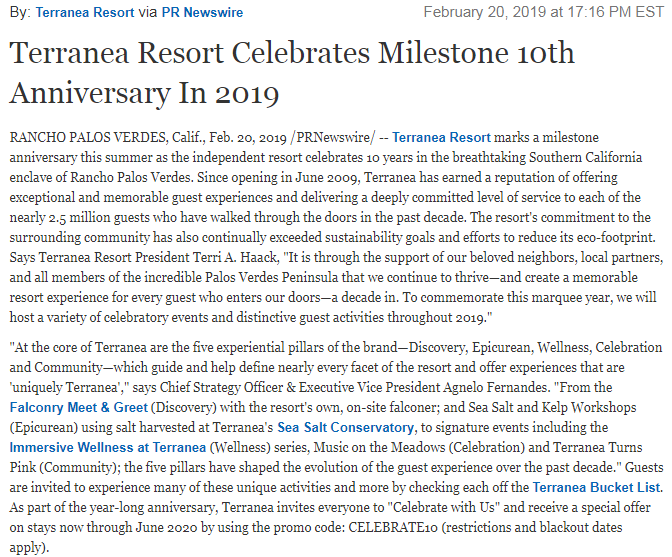 By: Terranea Resort via PR Newswire
February 20, 2019 at 17:16 PM EST
Terranea Resort Celebrates Milestone 10th
Anniversary In 2019
RANCHO PALOS VERDES, Calif., Feb. 20, 2019 /PRNewswire/ -- Terranea Resort marks a milestone
anniversary this summer as the independent resort celebrates 10 years in the breathtaking Southern California
enclave of Rancho Palos Verdes. Since opening in June 2009, Terranea has earned a reputation of offering
exceptional and memorable guest experiences and delivering a deeply committed level of service to each of the
nearly 2.5 million guests who have walked through the doors in the past decade. The resort's commitment to the
surrounding community has also continually exceeded sustainability goals and efforts to reduce its eco-footprint.
Says Terranea Resort President Terri A. Haack, "It is through the support of our beloved neighbors, local partners,
and all members of the incredible Palos Verdes Peninsula that we continue to thrive—and create a memorable
resort experience for every guest who enters our doors—a decade in. To commemorate this marquee year, we will
host a variety of celebratory events and distinctive guest activities throughout 2019."
"At the core of Terranea are the five experiential pillars of the brand—Discovery, Epicurean, Wellness, Celebration
and Community—which guide and help define nearly every facet of the resort and offer experiences that are
'uniquely Terranea'," says Chief Strategy Officer & Executive Vice President Agnelo Fernandes. "From the
Falconry Meet & Greet (Discovery) with the resort's own, on-site falconer; and Sea Salt and Kelp Workshops
(Epicurean) using salt harvested at Terranea's Sea Salt Conservatory, to signature events including the
Immersive Wellness at Terranea (Wellness) series, Music on the Meadows (Celebration) and Terranea Turns
Pink (Community); the five pillars have shaped the evolution of the guest experience over the past decade." Guests
are invited to experience many of these unique activities and more by checking each off the Terranea Bucket List.
As part of the year-long anniversary, Terranea invites everyone to "Celebrate with Us" and receive a special offer
on stays now through June 2020 by using the promo code: CELEBRATE10 (restrictions and blackout dates
apply).